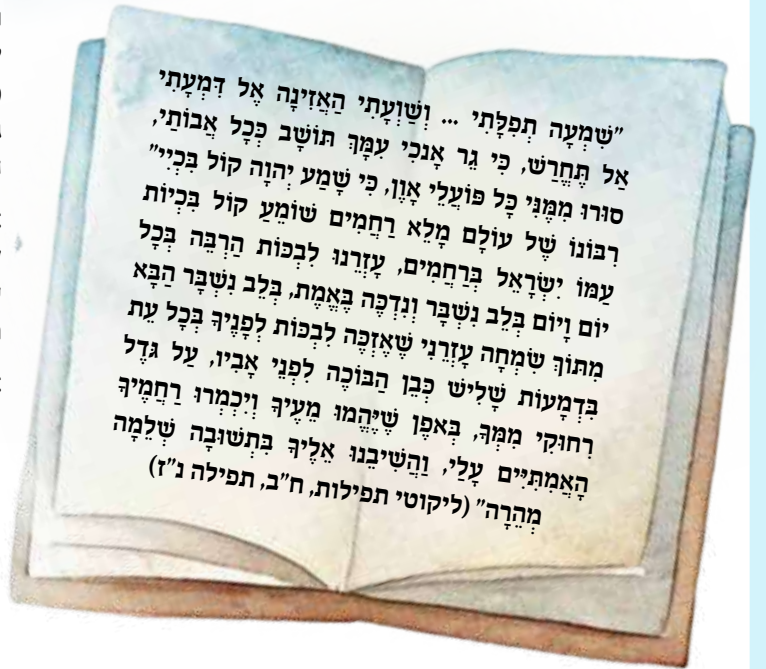 "שִׁמְעָה תְפִלָּתִי ... וְשַׁוְעָתִי הַאֲזִינָה אֶל דִּמְעָתִי
אַל תֶּחֱרַשׁ, כִּי גֵר אָנֹכִי עִמָּךְ תּוֹשָׁב כְּכָל אֲבוֹתַי,
סוּרוּ מִמֶּנִּי כָּל פּוֹעֲלֵי אָוֶן, כִּי שָׁמַע יְהוָה קוֹל בִּכְיִי"
רִבּוֹנוֹ שֶׁל עוֹלָם מָלֵא רַחֲמִים שׁוֹמֵעַ קוֹל בִּכְיוֹת
עַמּוֹ יִשְׂרָאֵל בְּרַחֲמִים, עָזְרֵנוּ לִבְכּוֹת הַרְבֵּה בְּכָל
יוֹם וָיוֹם בְּלֵב נִשְׁבָּר וְנִדְכֶּה בֶּאֱמֶת, בְּלֵב נִשְׁבָּר הַבָּא
מִתּוֹךְ שִׂמְחָה עָזְרֵנִי שֶׁאֶזְכֶּה לִבְכּוֹת לְפָנֶיךָ בְּכָל עֵת
בִּדְמָעוֹת שָׁלִישׁ כְּבֵן הַבּוֹכֶה לִפְנֵי אָבִיו, עַל גֹּדֶל
רִחוּקִי מִמְּךָ, בְּאֹפֶן שֶׁיֶּהֱמוּ מֵעֶיךָ וְיִכְמְרוּ רַחֲמֶיךָ
הָאֲמִתִּיִּים עָלַי, וַהֲשִׁיבֵנוּ אֵלֶיךָ בִּתְשׁוּבָה שְׁלֵמָה
מְהֵרָה" (ליקוטי תפילות, ח"ב, תפילה נ"ז)